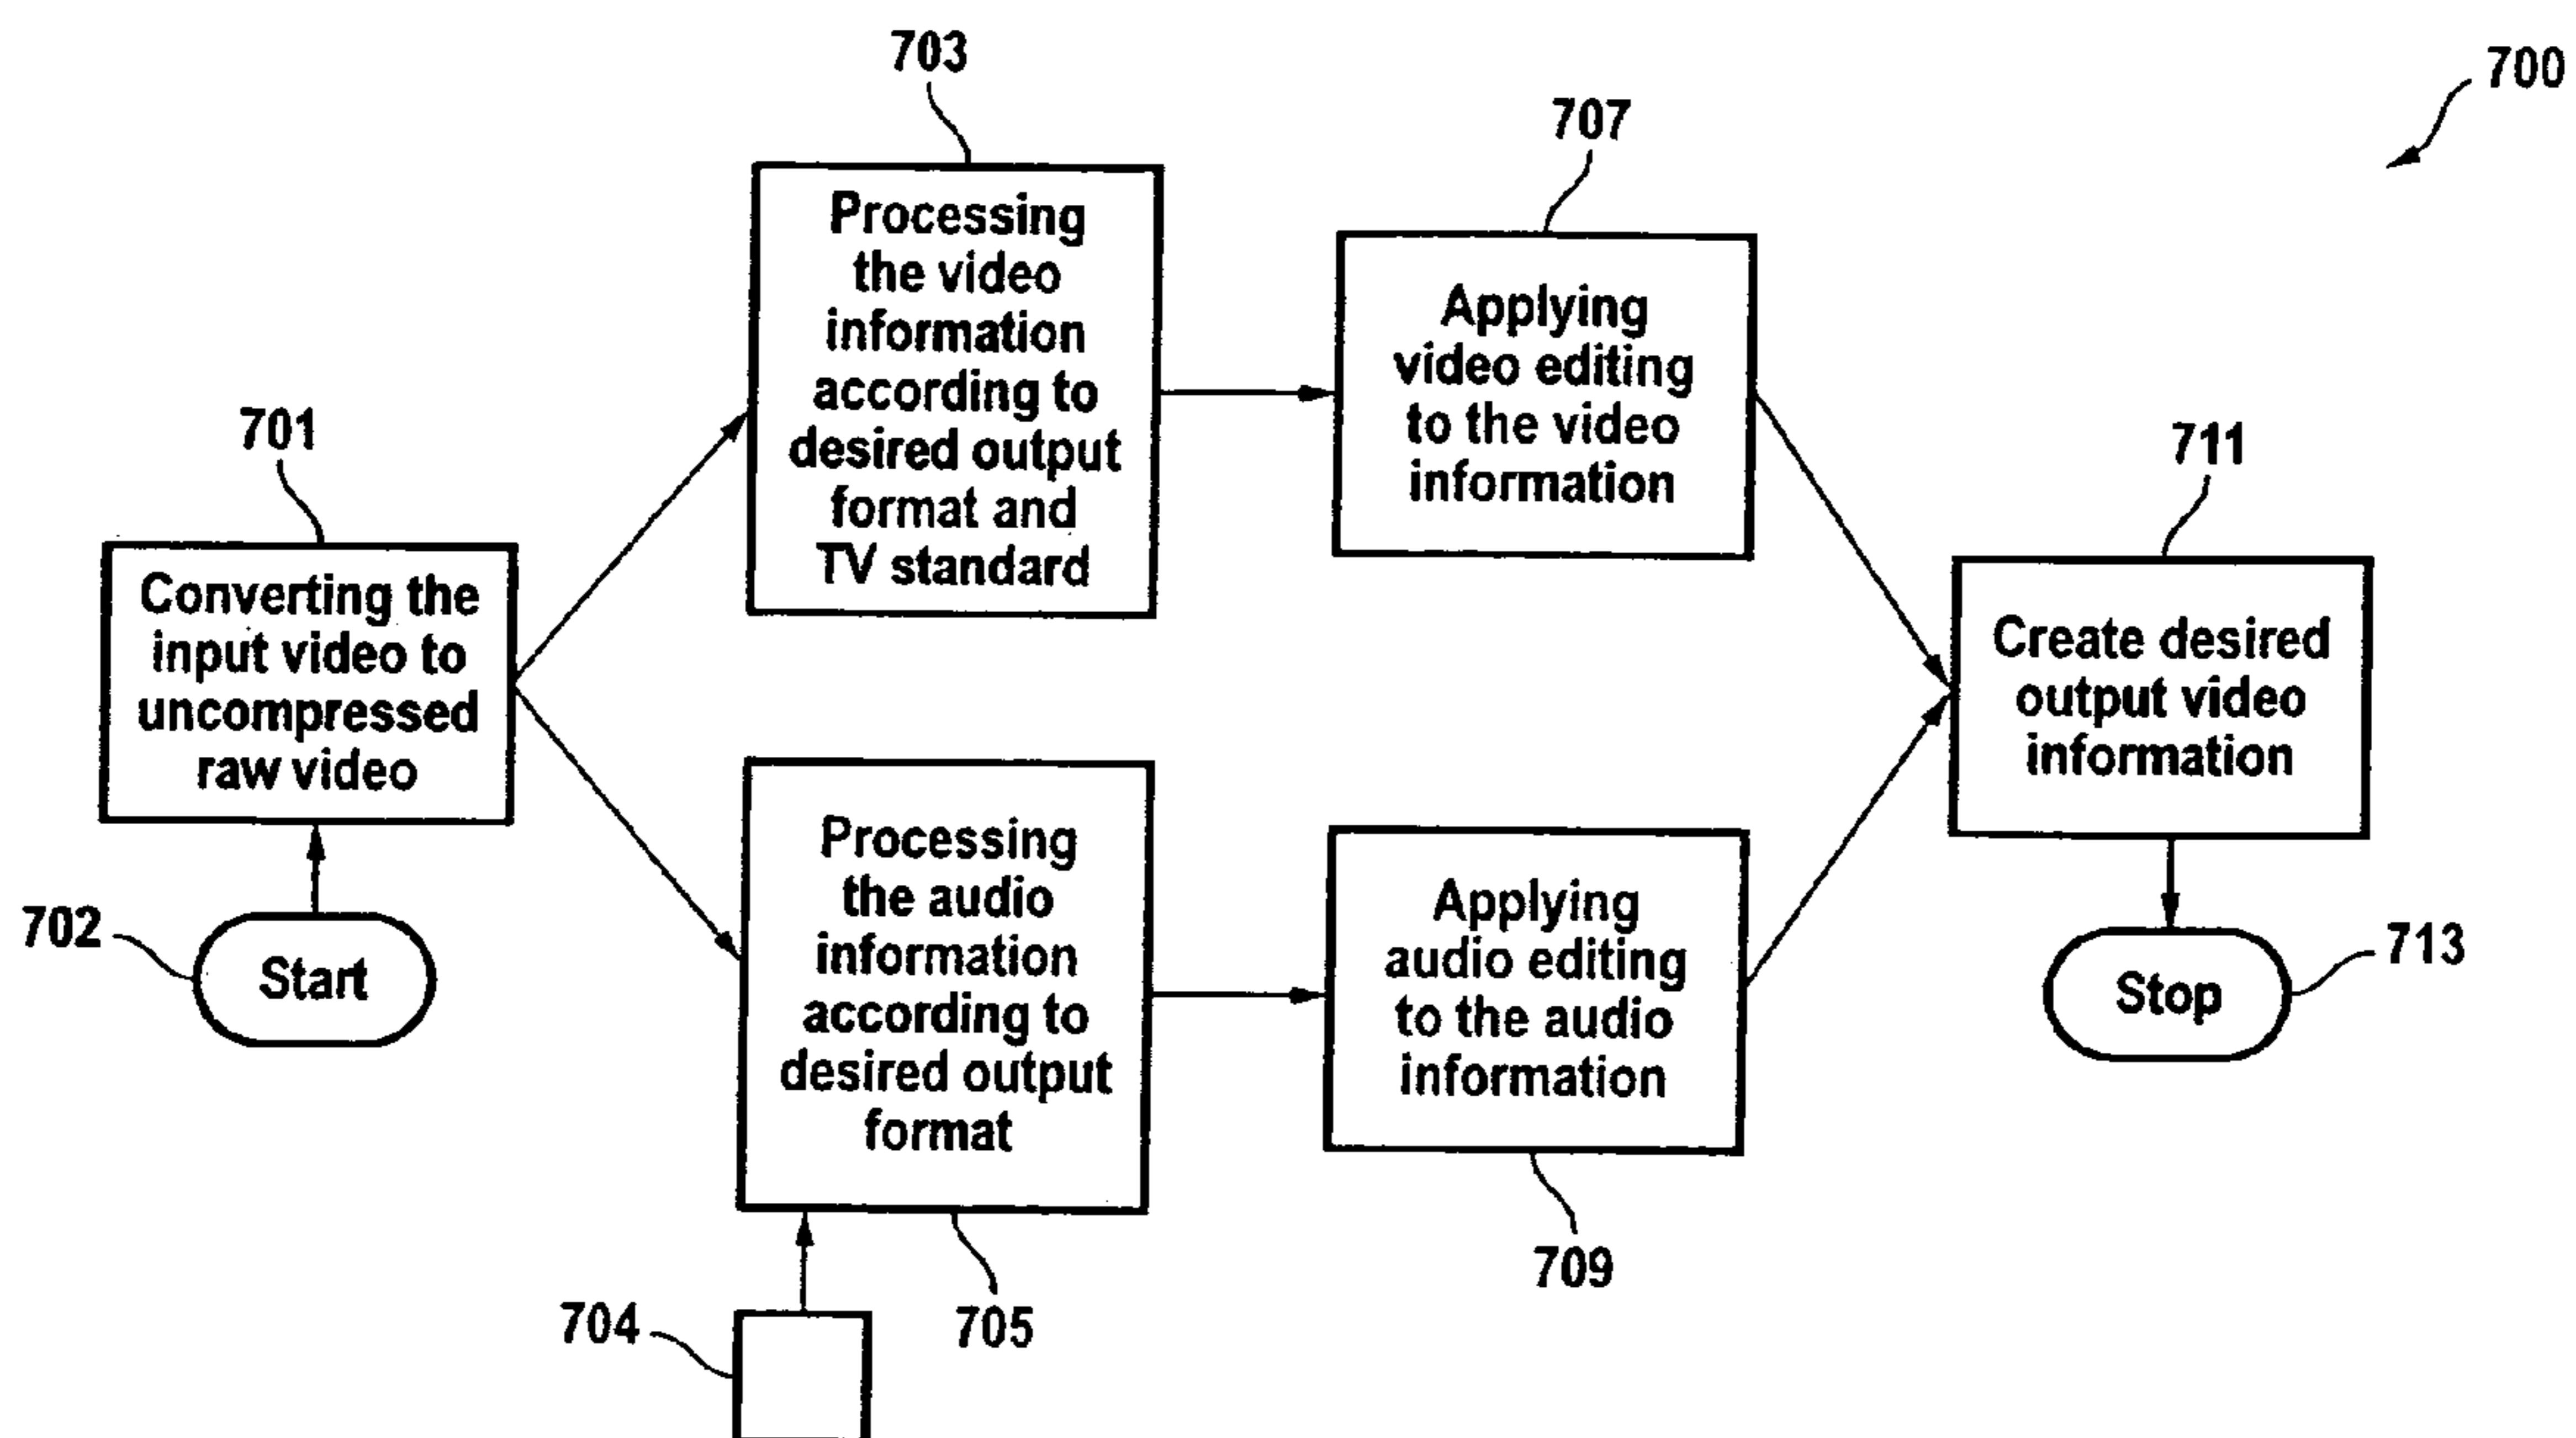 700
703
Processing
the video
information
according to
desired output
format and
TV standard
707
Applying
video editing
to the video
information
701
Converting the
input video to
uncompressed
raw video
711
Create desired
output video
information
702
Start
Processing
the audio
information
according to
desired output
format
705
704
Applying
audio editing
to the audio
information
709
Stop
713